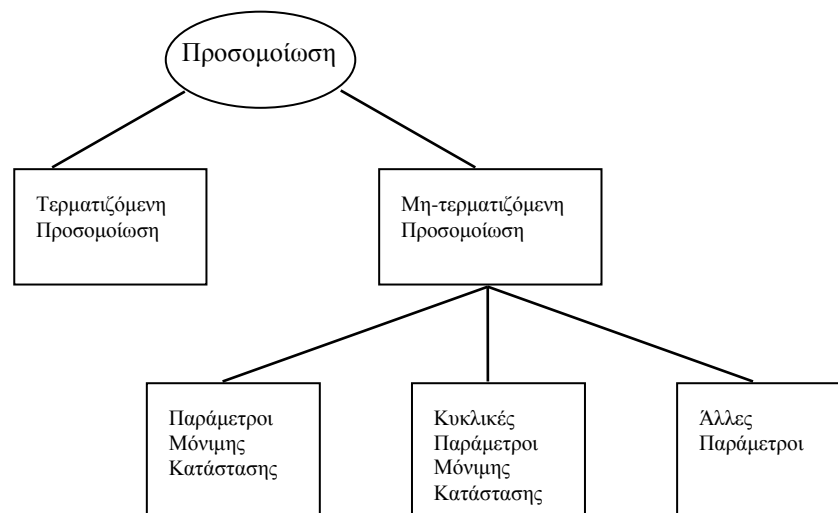 Προσομοίωση
Τερματιζόμενη
Προσομοίωση
Μη-τερματιζόμενη
Προσομοίωση
Παράμετροι
Μόνιμης
Κατάστασης
Κυκλικές
Παράμετροι
Μόνιμης
Κατάστασης
Άλλες
Παράμετροι